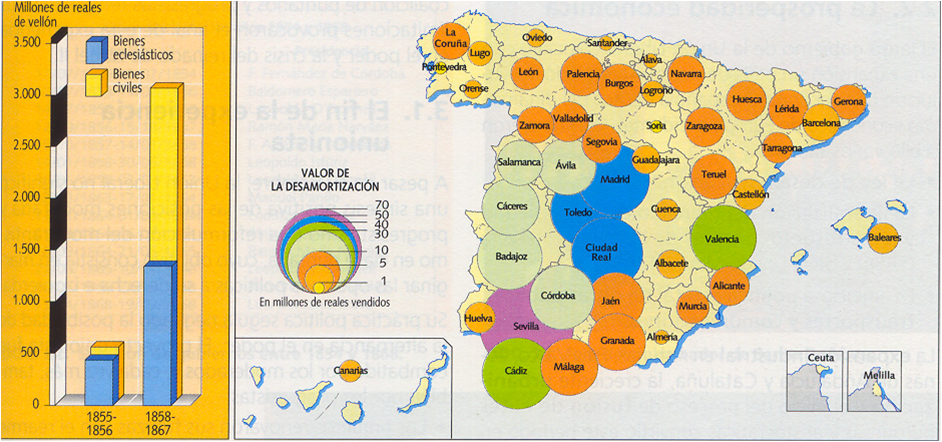 Millones de reales
de vellón
3.500
3.000
2.500
2.000
1.500
1.000
500
0
Bienes
eclesiásticos
Bienes
civiles
1855-
1856
1858-
1867
VALOR DE
LA DESAMORTIZACIÓN
70
50
40
30
10
5
1
En millones de reales vendidos
La
Coruña
Lugo
Oviedo
Santander
Álava
Navarra
Pontevedra
Orense
León
Palencia
Burgos
Logroño
Huesca
Lérida
Gerona
Barcelona
Zamora
Valladolid
Soria
Zaragoza
Tarragona
Segovia
Salamanca
Ávila
Guadalajara
Madrid
Teruel
Castellón
Cáceres
Toledo
Cuenca
Valencia
Baleares
Badajoz
Ciudad
Real
Albacete
Alicante
Córdoba
Jaén
Murcia
Huelva
Sevilla
Granada
Almería
Cádiz
Málaga
Canarias
Ceuta
Melilla